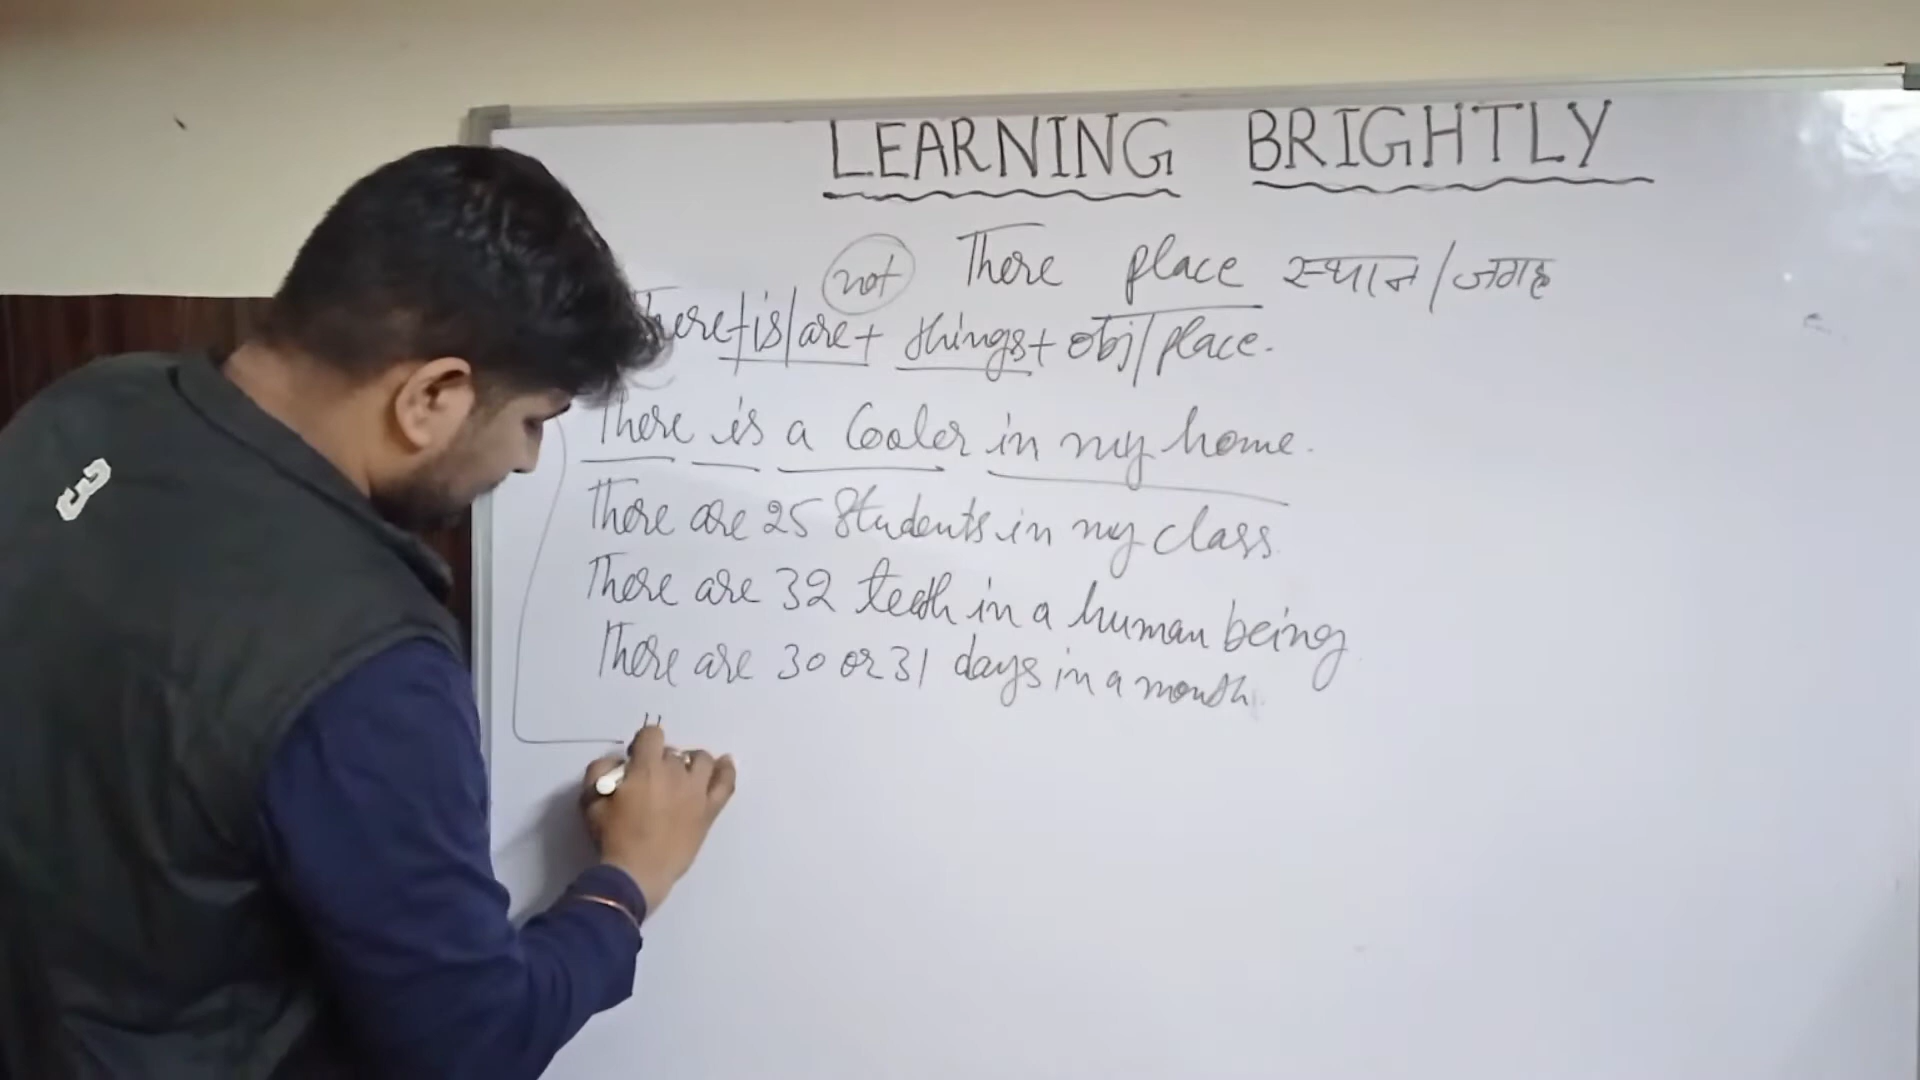 LEARNING BRIGHTLY
not There place स्थान/जगह
There+is/are+ things+ obj/place.
There is a Cooler in my home.
There are 25 Students in my class.
There are 32 teeth in a human being
There are 30 or 31 days in a month.
3